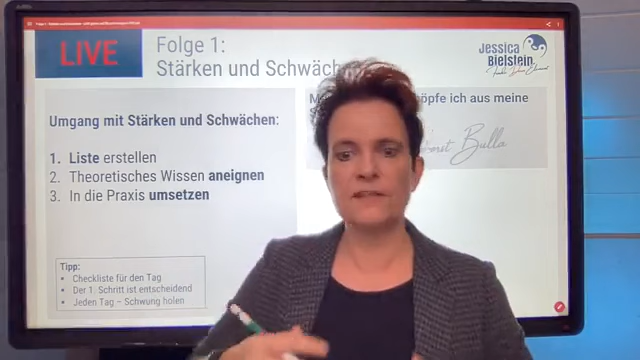 LIVE
Folge 1:
Stärken und Schwäch
Jessica
Bielstein
Umgang mit Stärken und Schwächen:
1. Liste erstellen
2. Theoretisches Wissen aneignen
3. In die Praxis umsetzen
Tipp:
• Checkliste für den Tag
• Der 1. Schritt ist entscheidend
• Jeden Tag – Schwung holen
öpfe ich aus meine
Bulla